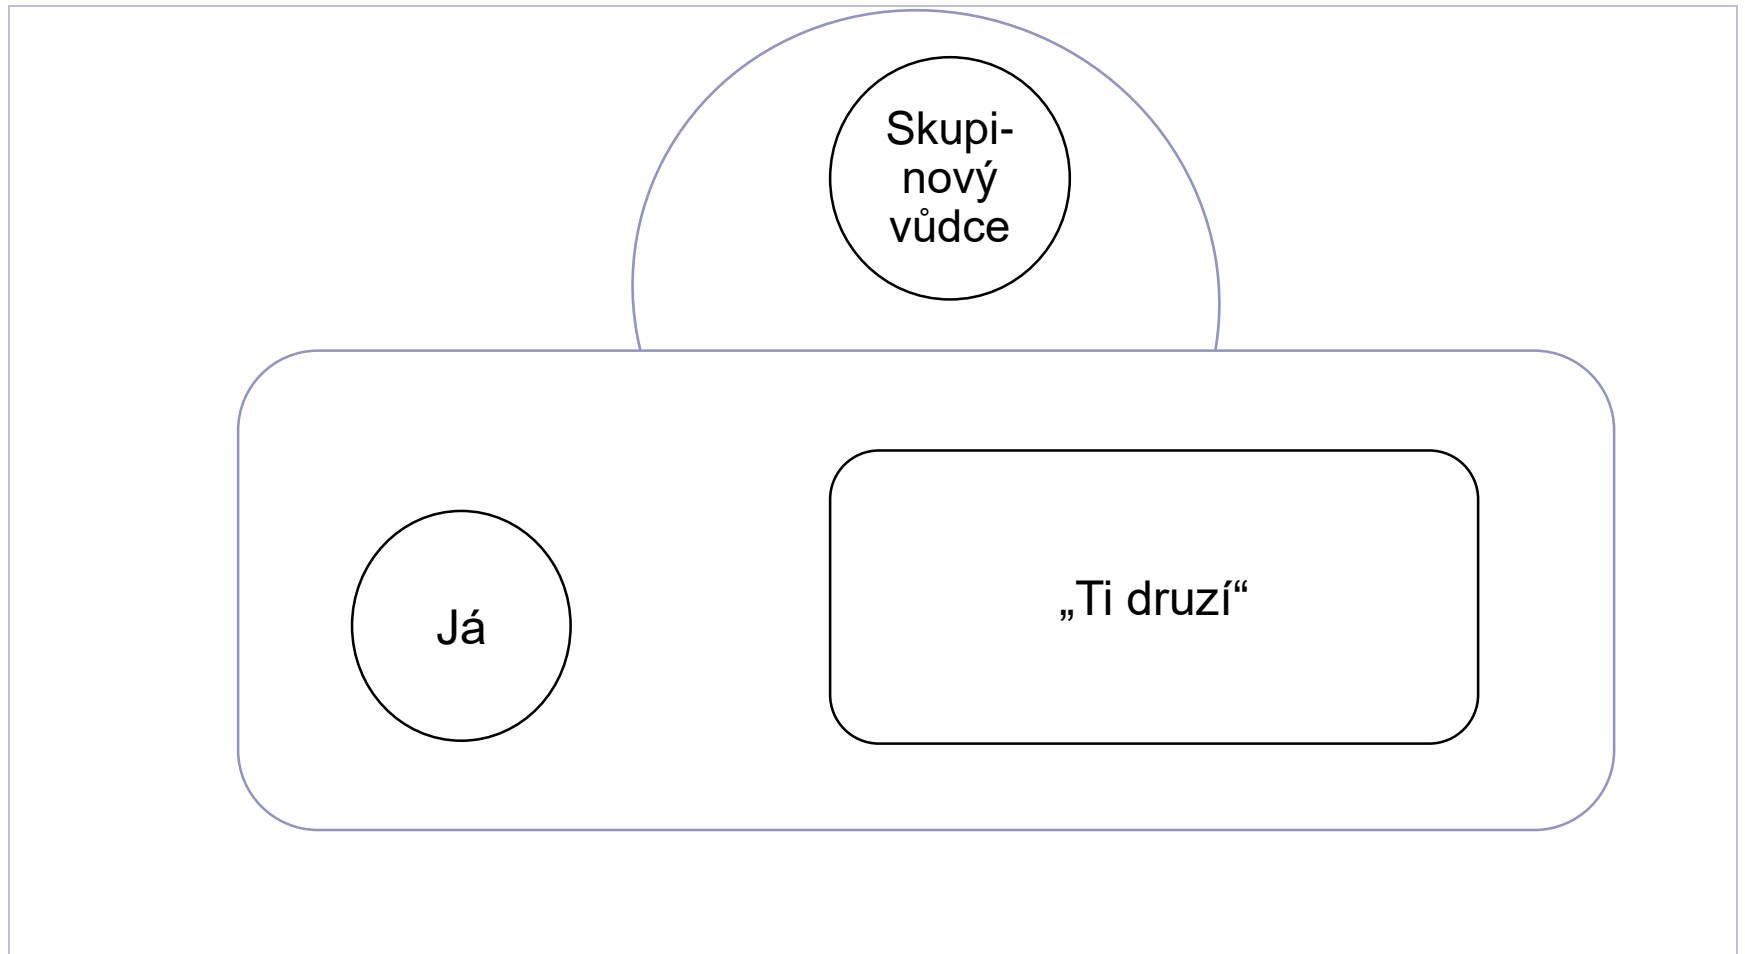 Skupi-
nový
vůdce
Já
„Ti druzí“